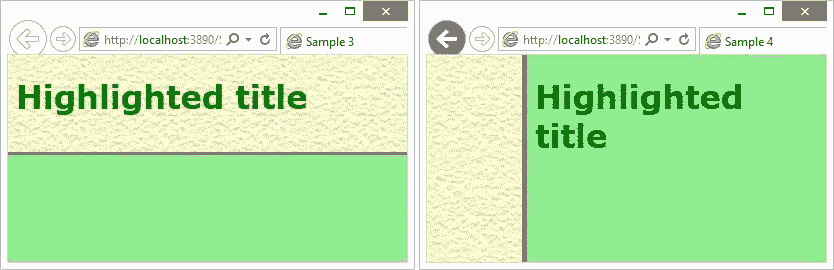 http://localhost:3890/S
Sample 3
Highlighted title
http://localhost:3890/S
Sample 4
Highlighted
title